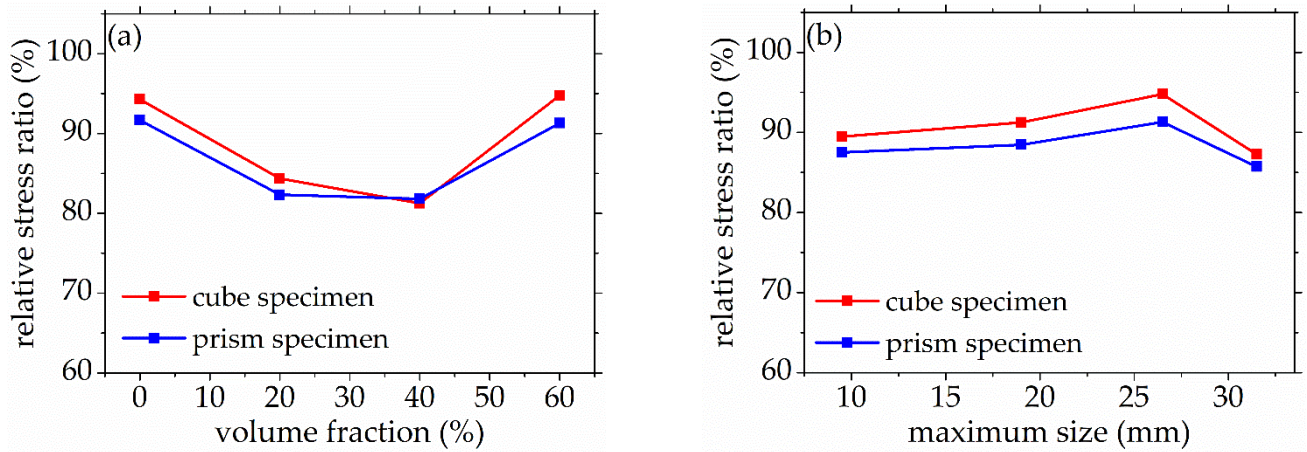 (a)
relative stress ratio (%)
100
90
80
70
60
cube specimen
prism specimen
0 10 20 30 40 50 60
volume fraction (%)
(b)
relative stress ratio (%)
100
90
80
70
60
cube specimen
prism specimen
10 15 20 25 30
maximum size (mm)